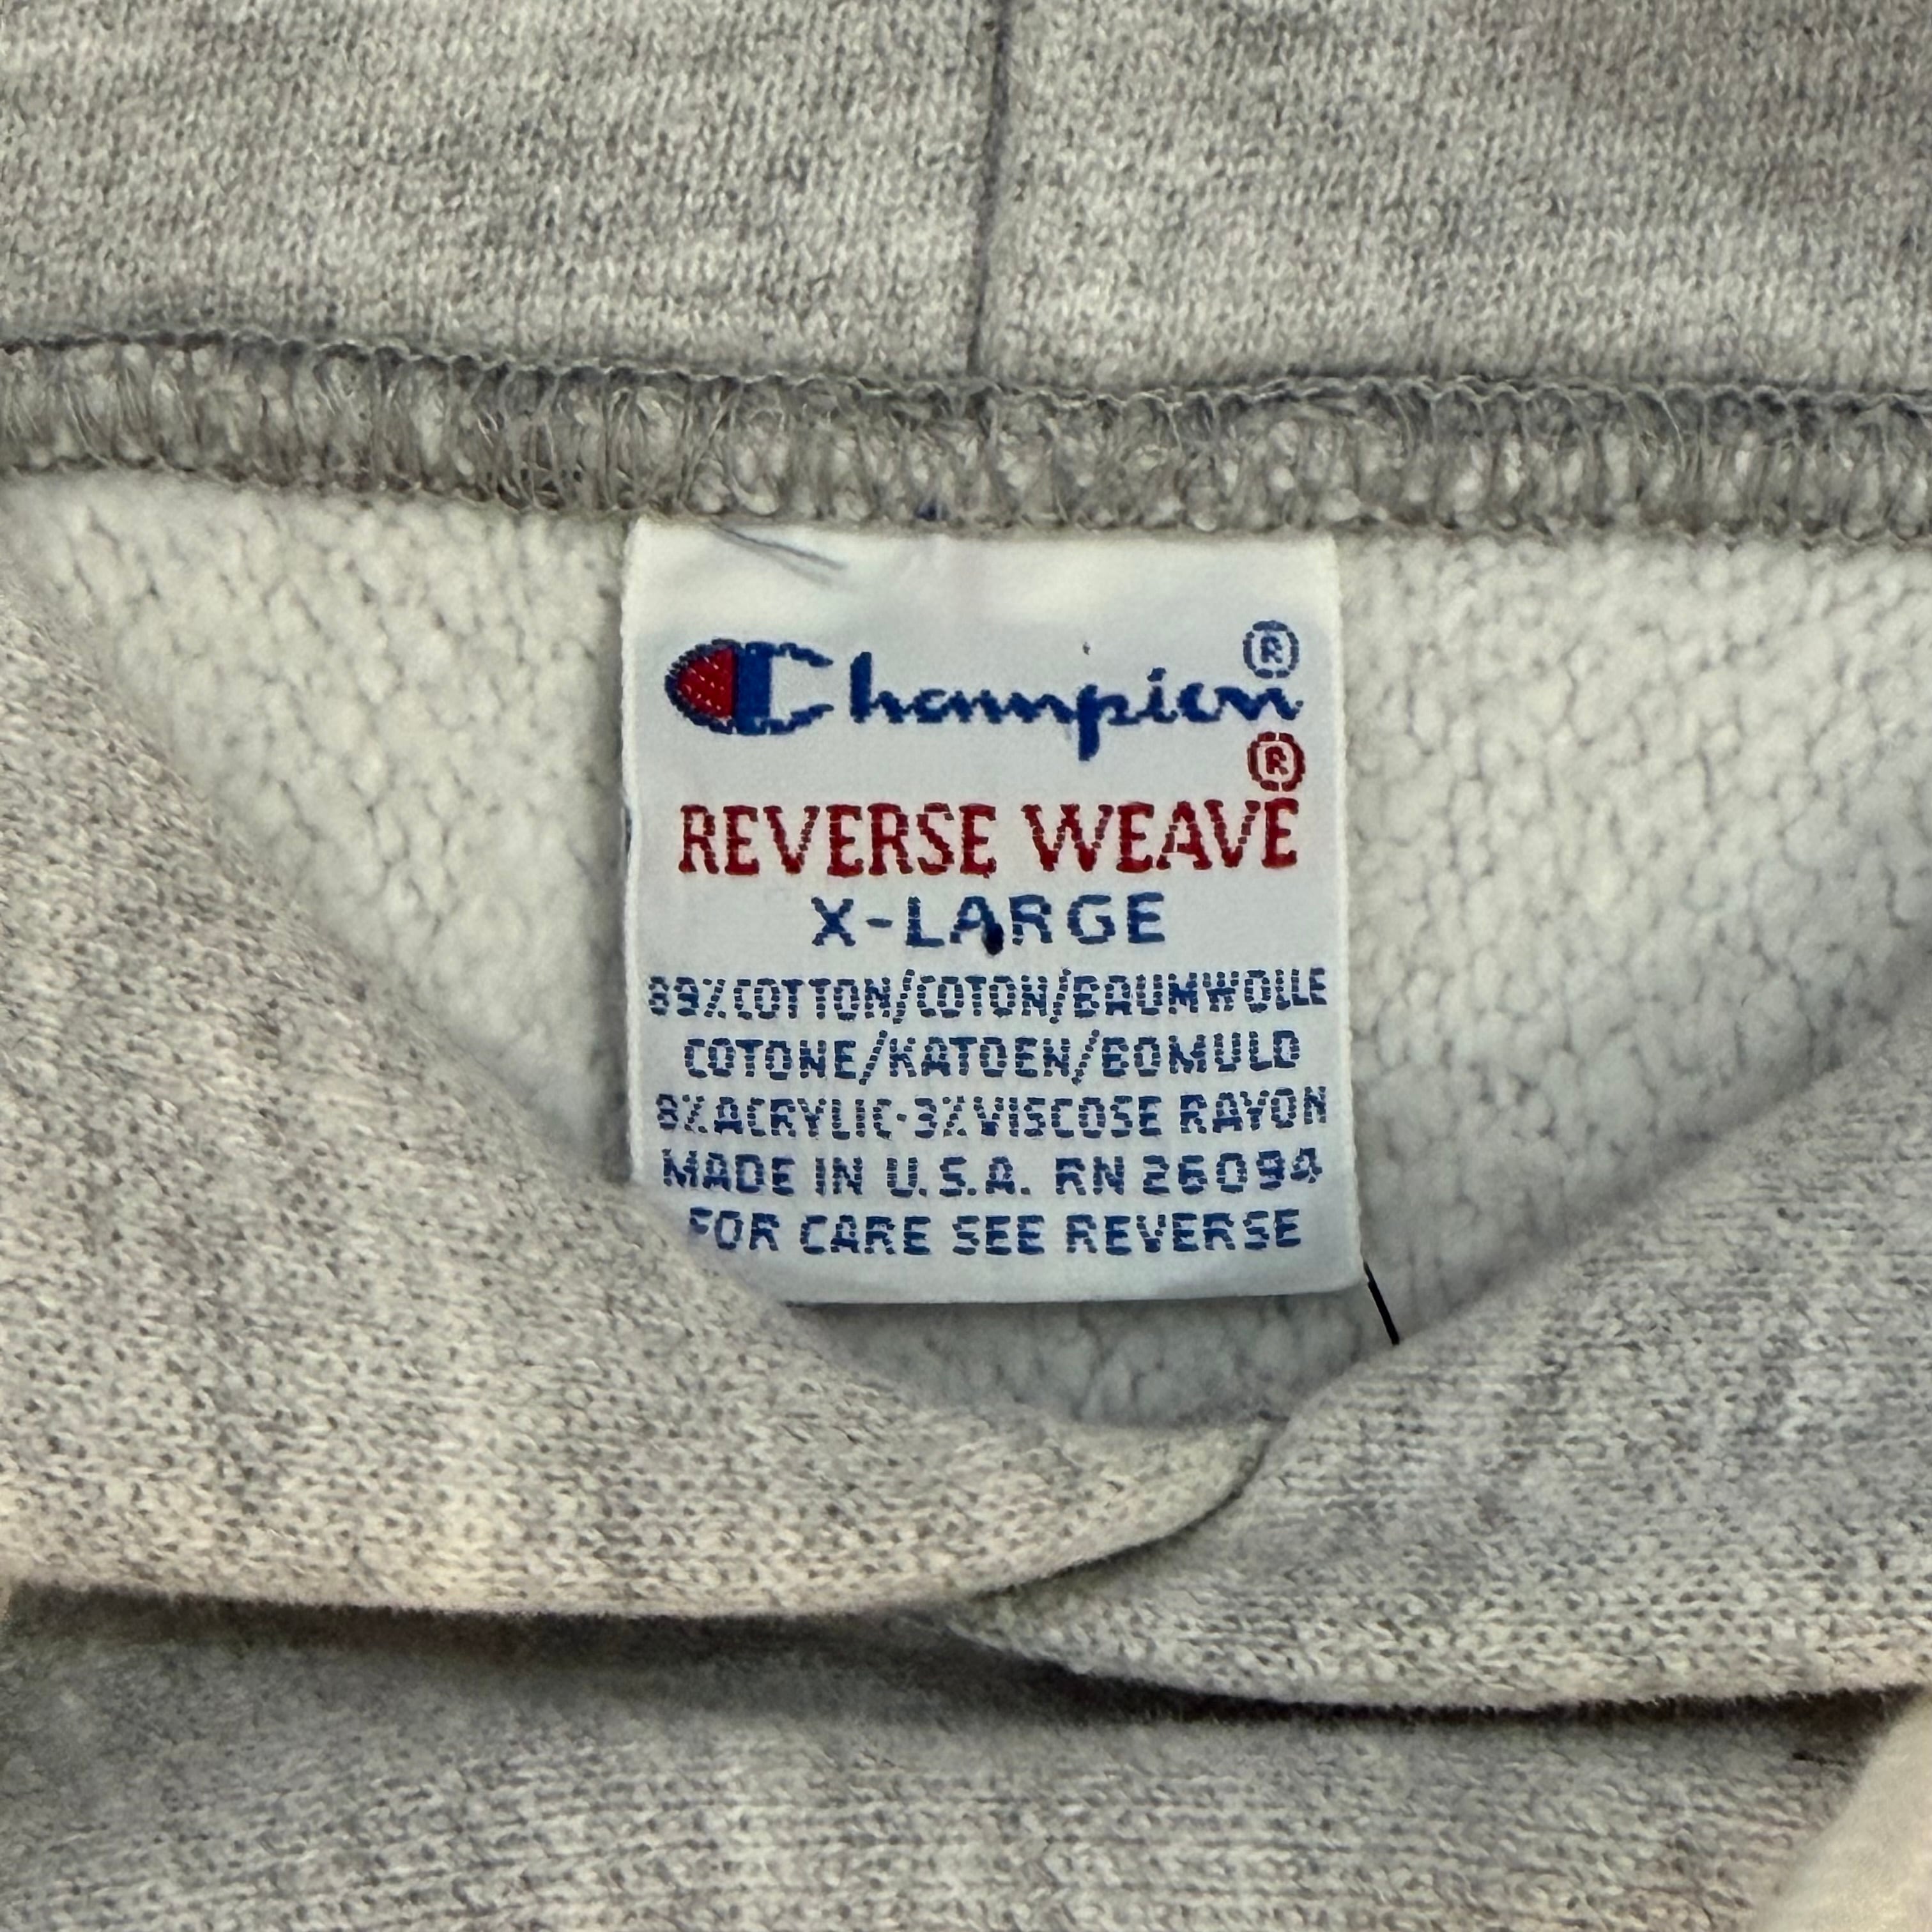 Champion®
REVERSE WEAVE®
X-LARGE
89% COTTON/COTON/BAUMWOLLE
COTONE/KATOEN/BOMULD
8% ACRYLIC·3% VISCOSE RAYON
MADE IN U.S.A. RN 26094
FOR CARE SEE REVERSE